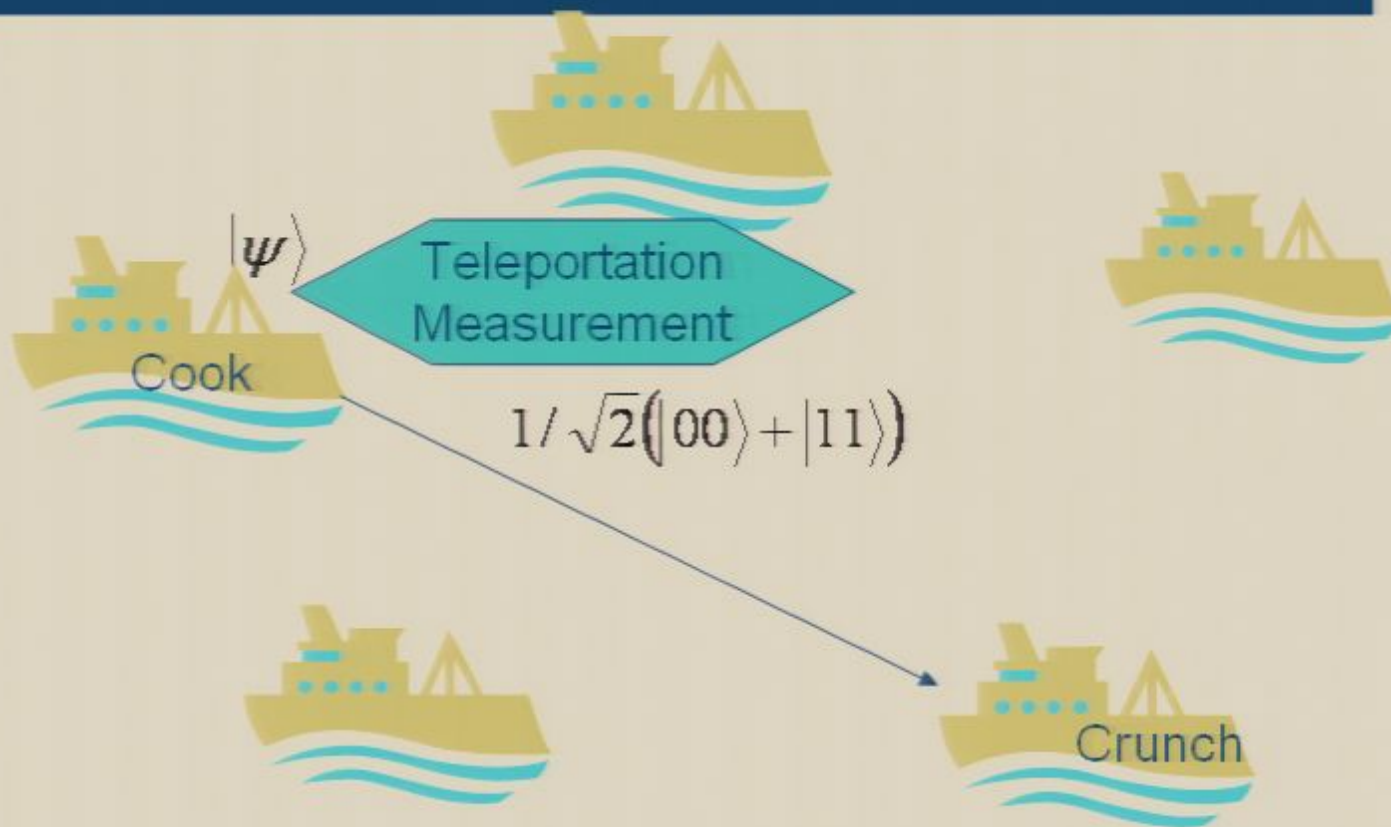 |ψ⟩
Teleportation
Measurement
Cook
1/√2(|00⟩+|11⟩)
Crunch